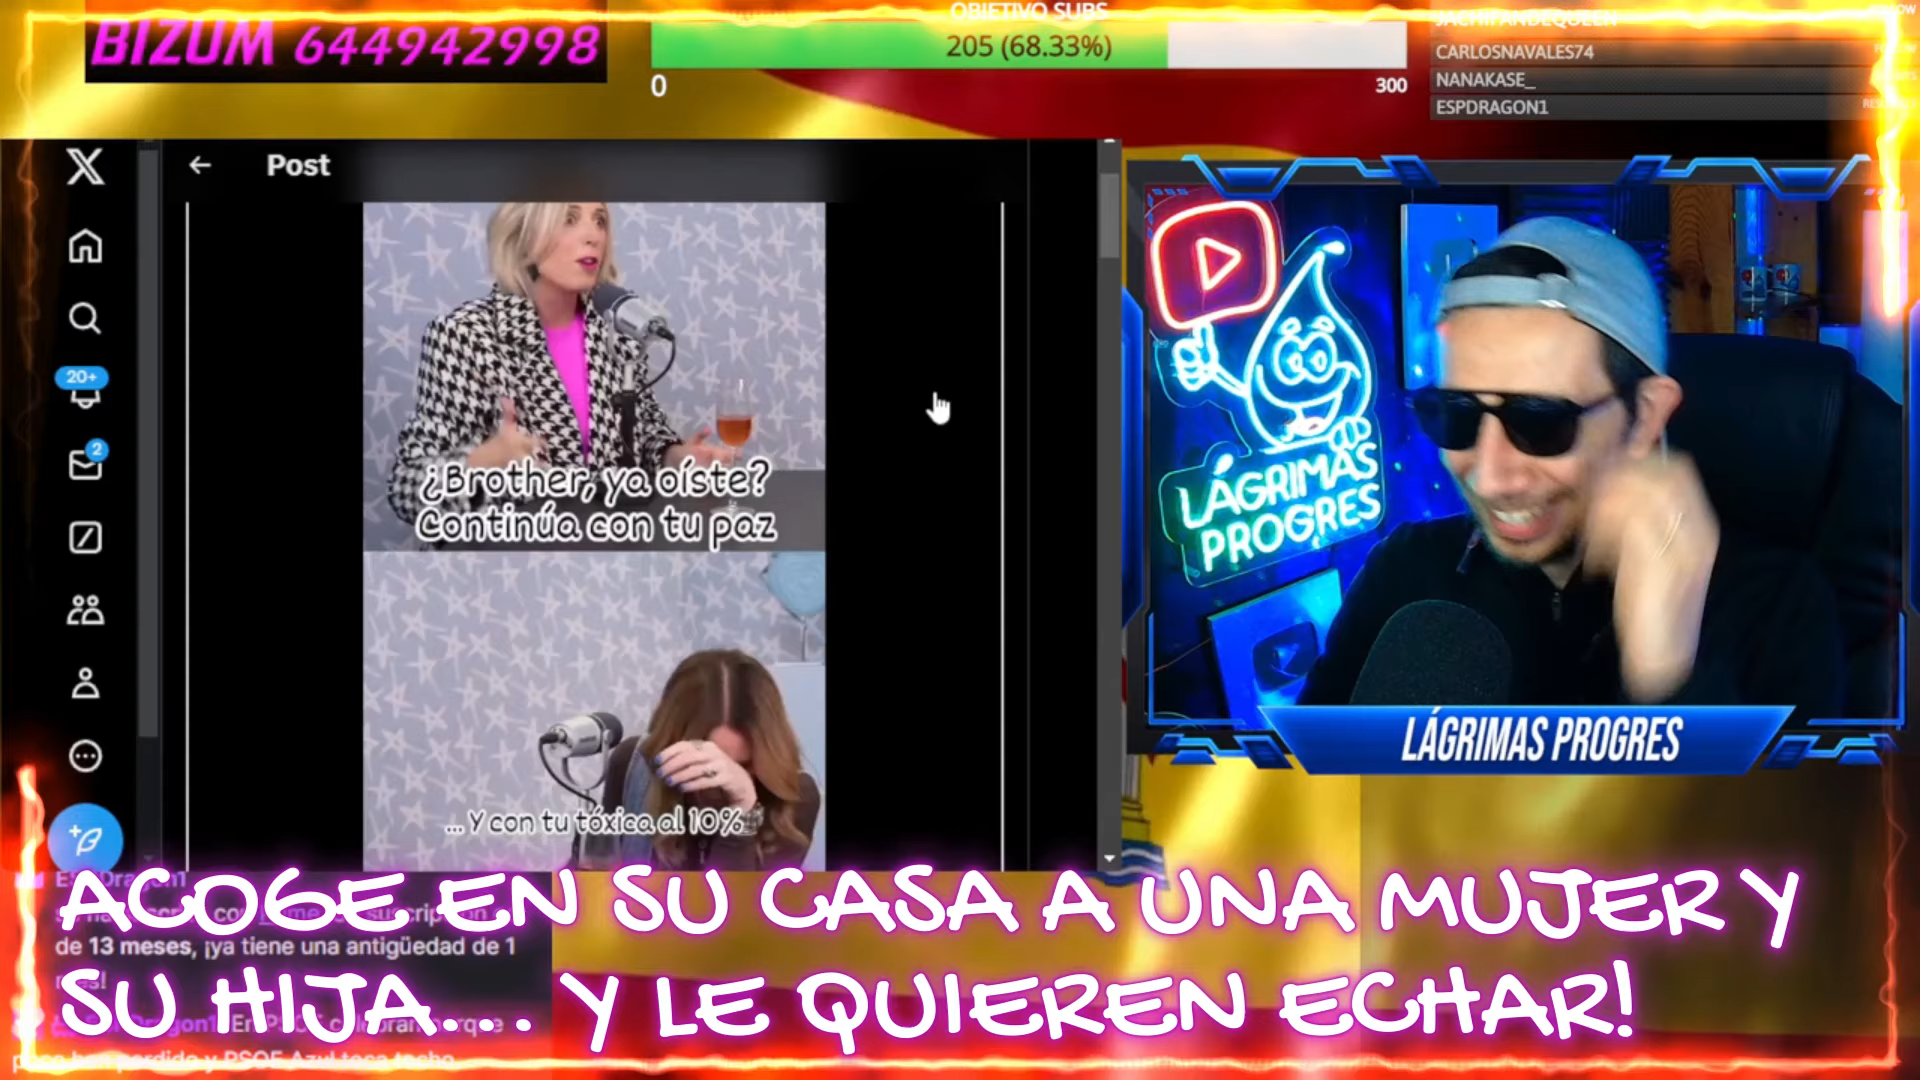 BIZUM 644942998
OBJETIVO SUBS
205 (68.33%)
0
300
JACHIPANDEQUEEN
CARLOSNAVALES74
NANAKASE_
ESPDRAGON1
Post
20+
2
¿Brother, ya oíste?
Continúa con tu paz
... Y con tu tóxica al 10%
LÁGRIMAS
PROGRES
LÁGRIMAS PROGRES
ACOGE EN SU CASA A UNA MUJER Y
SU HIJA... Y LE QUIEREN ECHAR!
de 13 meses, ¡ya tiene una antigüedad de 1